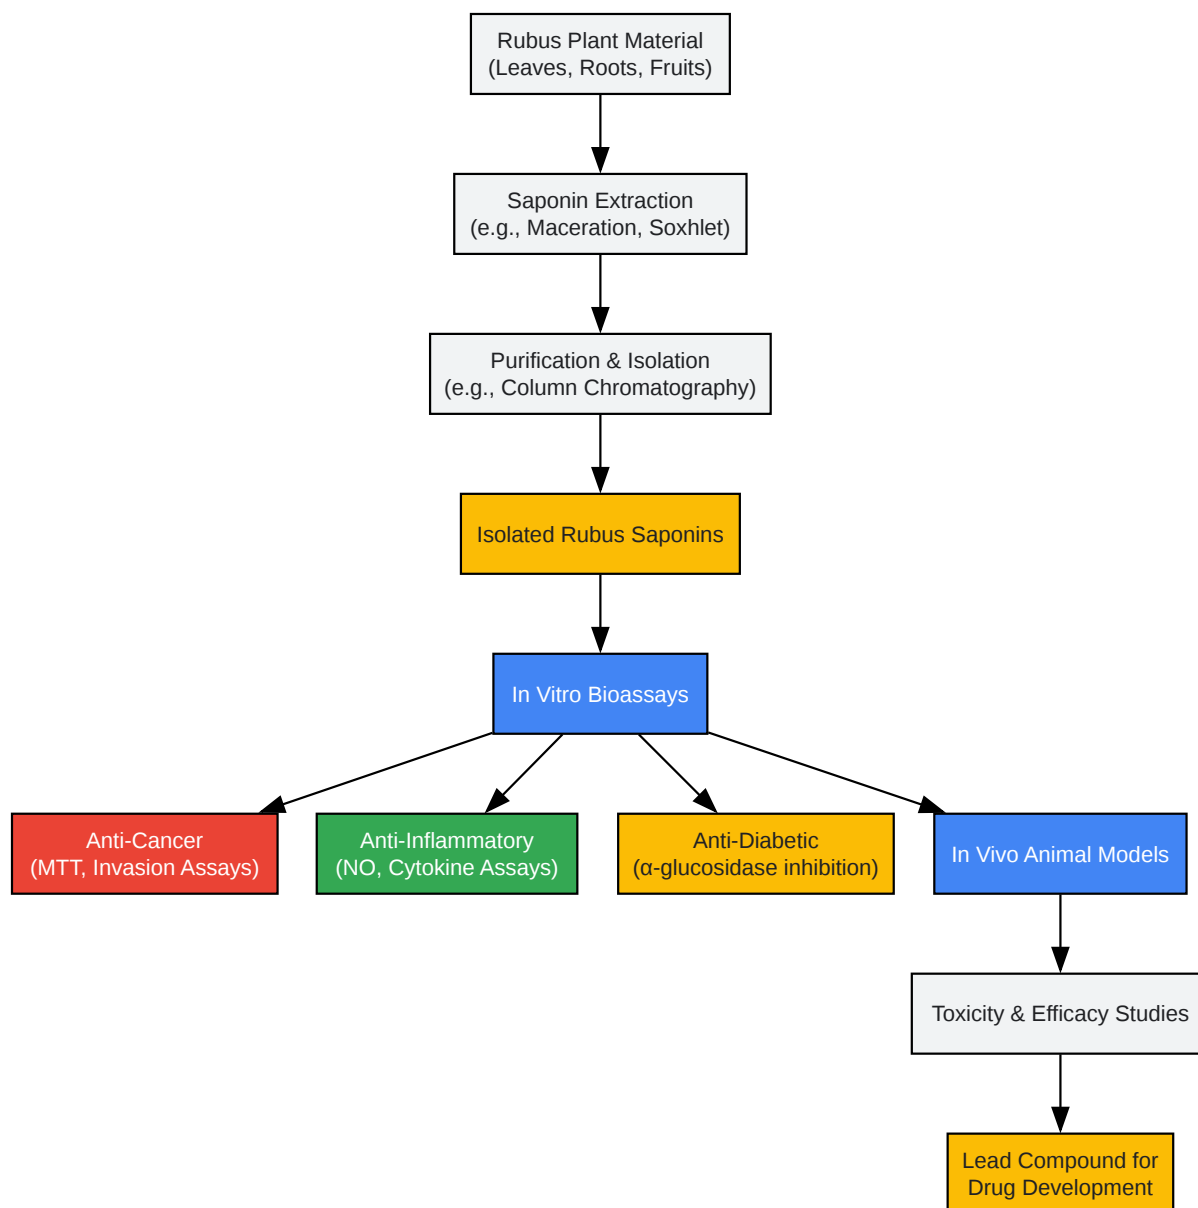 Rubus Plant Material
(Leaves, Roots, Fruits)
Saponin Extraction
(e.g., Maceration, Soxhlet)
Purification & Isolation
(e.g., Column Chromatography)
Isolated Rubus Saponins
In Vitro Bioassays
Anti-Cancer
(MTT, Invasion Assays)
Anti-Inflammatory
(NO, Cytokine Assays)
Anti-Diabetic
(α-glucosidase inhibition)
In Vivo Animal Models
Toxicity & Efficacy Studies
Lead Compound for
Drug Development